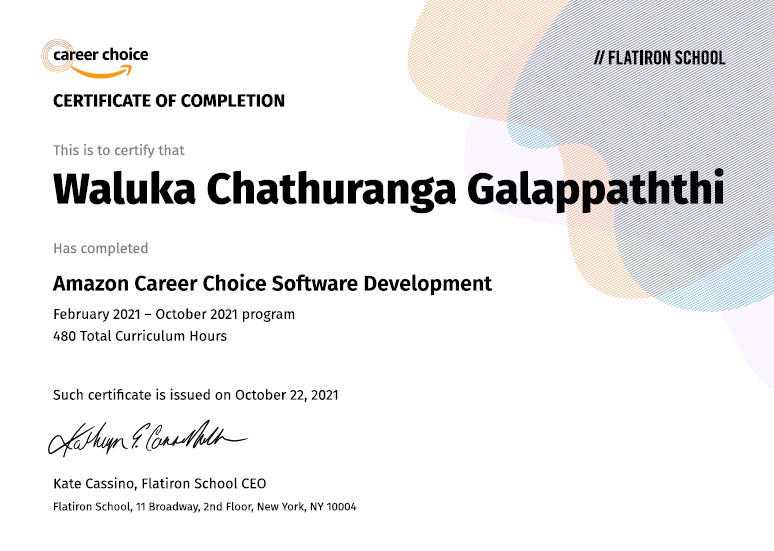 career choice
// FLATIRON SCHOOL
CERTIFICATE OF COMPLETION
This is to certify that
Waluka Chathuranga Galappaththi
Has completed
Amazon Career Choice Software Development
February 2021 – October 2021 program
480 Total Curriculum Hours
Such certificate is issued on October 22, 2021
Kate Cassino, Flatiron School CEO
Flatiron School, 11 Broadway, 2nd Floor, New York, NY 10004